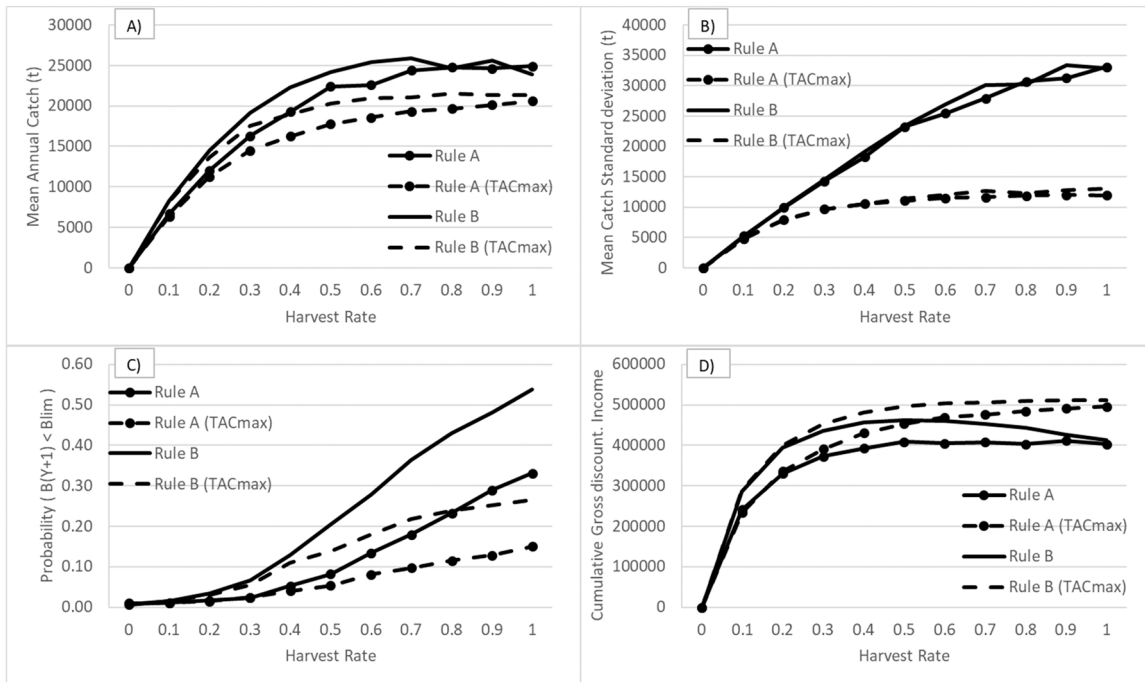 A)
Mean Annual Catch (t)
30000
25000
20000
15000
10000
5000
0
0 0.1 0.2 0.3 0.4 0.5 0.6 0.7 0.8 0.9 1
Harvest Rate
Rule A
Rule A (TACmax)
Rule B
Rule B (TACmax)
B)
Mean Catch Standard deviation (t)
40000
35000
30000
25000
20000
15000
10000
5000
0
0 0.1 0.2 0.3 0.4 0.5 0.6 0.7 0.8 0.9 1
Harvest Rate
Rule A
Rule A (TACmax)
Rule B
Rule B (TACmax)
C)
Probability ( B(Y+1) < Blim )
0.60
0.50
0.40
0.30
0.20
0.10
0.00
0 0.1 0.2 0.3 0.4 0.5 0.6 0.7 0.8 0.9 1
Harvest Rate
Rule A
Rule A (TACmax)
Rule B
Rule B (TACmax)
D)
Cumulative Gross discount. Income
600000
500000
400000
300000
200000
100000
0
0 0.1 0.2 0.3 0.4 0.5 0.6 0.7 0.8 0.9 1
Harvest Rate
Rule A
Rule A (TACmax)
Rule B
Rule B (TACmax)